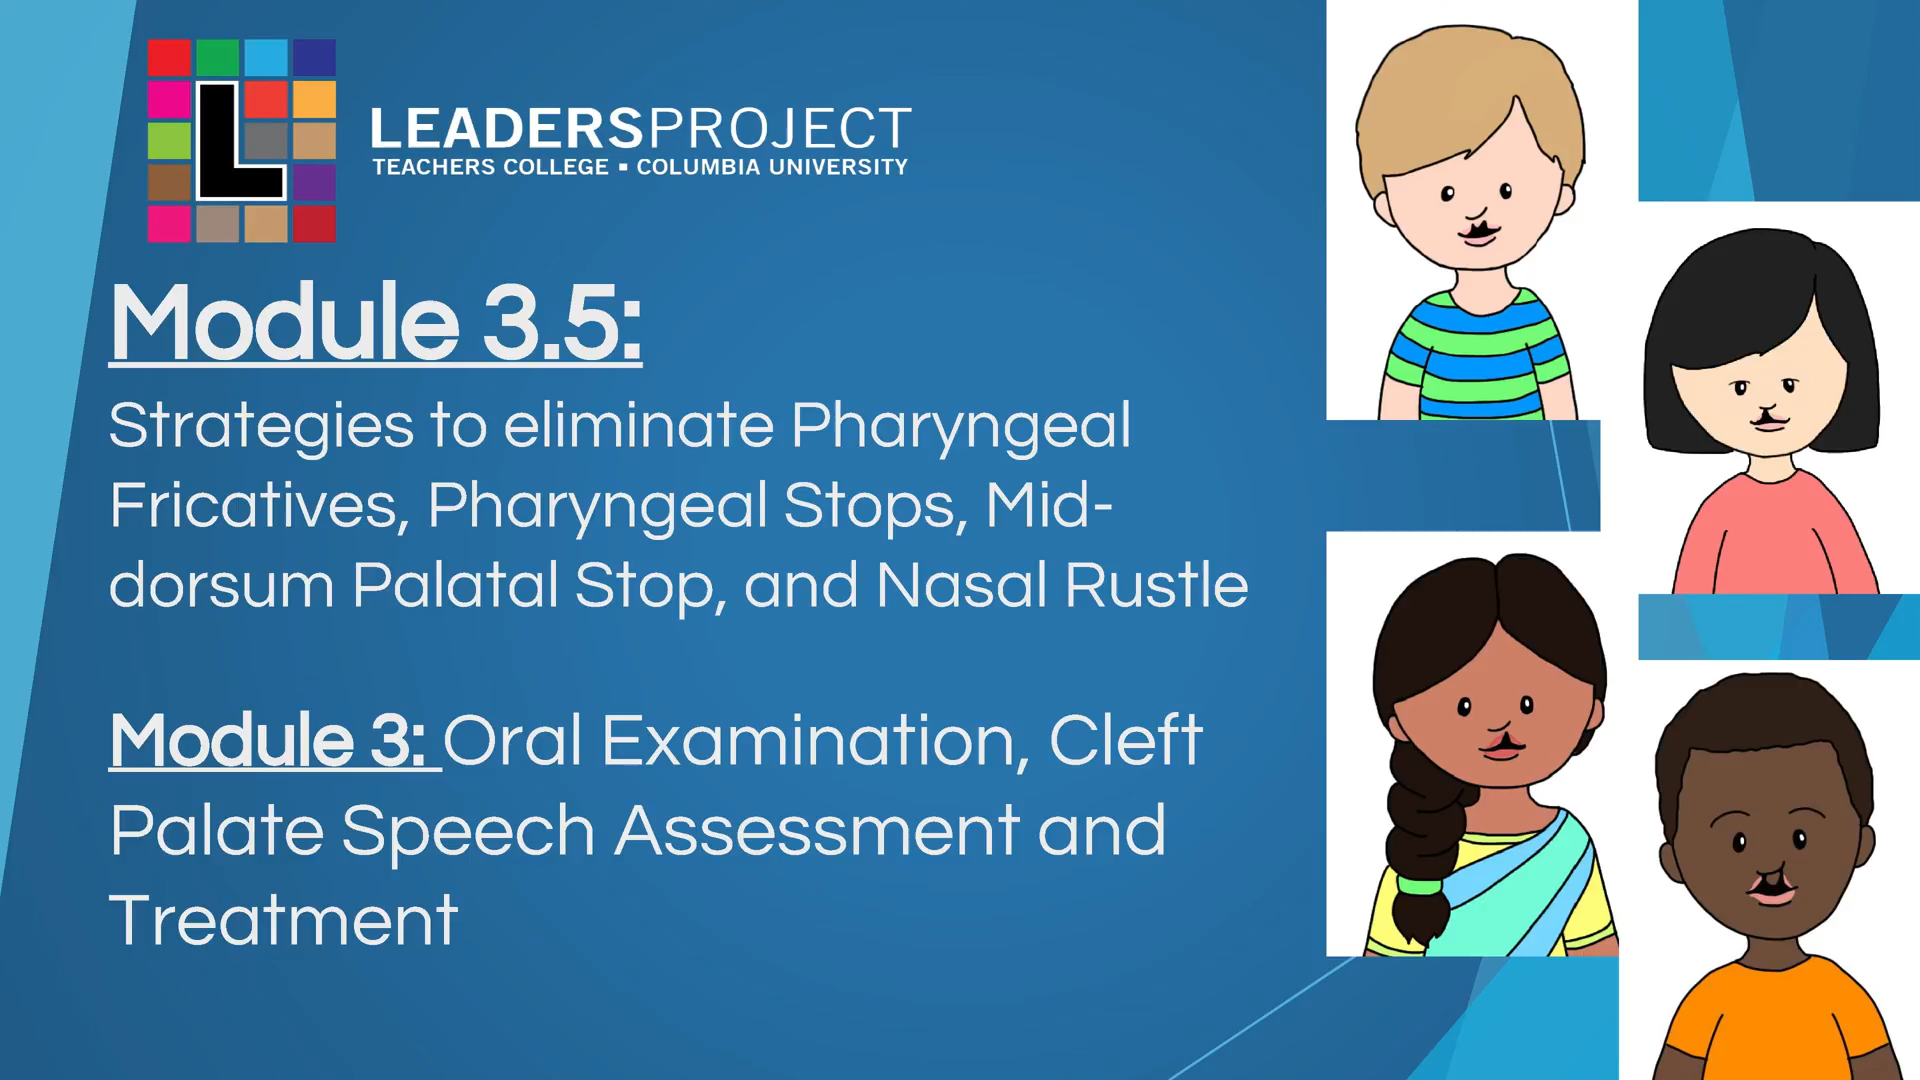 L
LEADERSPROJECT
TEACHERS COLLEGE ▪ COLUMBIA UNIVERSITY
Module 3.5:
Strategies to eliminate Pharyngeal
Fricatives, Pharyngeal Stops, Mid-
dorsum Palatal Stop, and Nasal Rustle
Module 3: Oral Examination, Cleft
Palate Speech Assessment and
Treatment